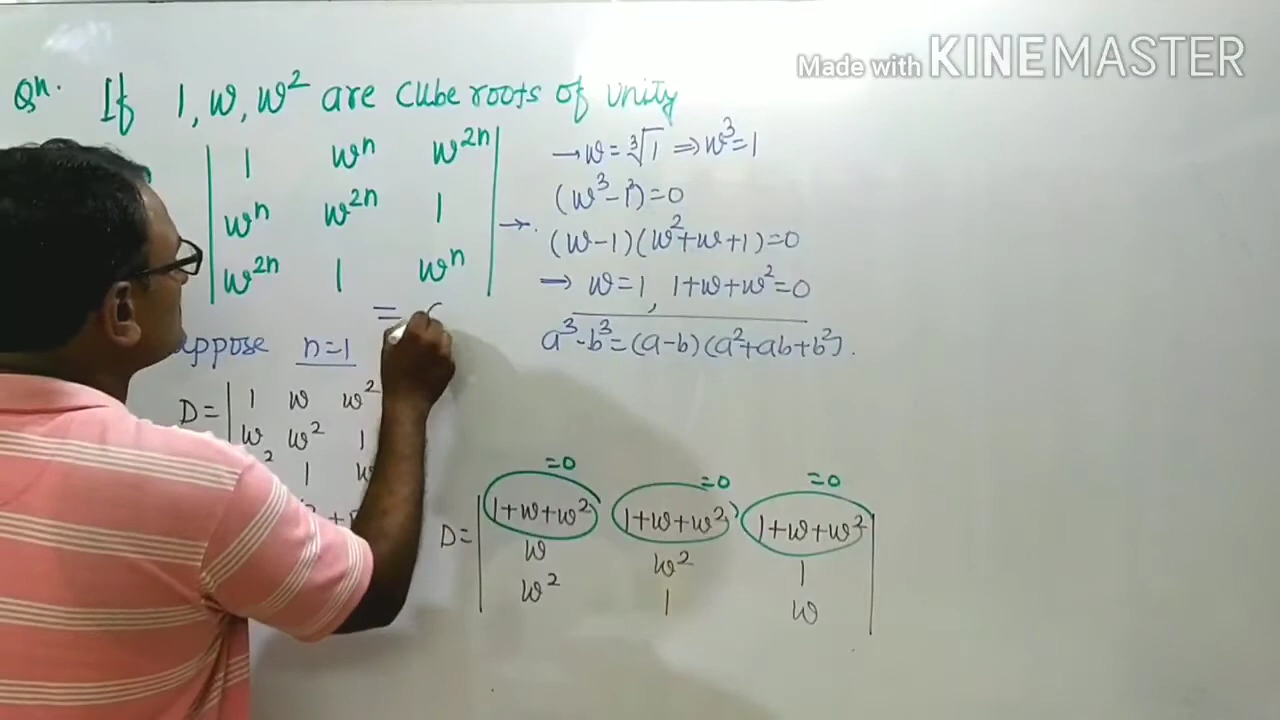 Made with KINEMASTER
Qn. If 1, w, w² are cube roots of unity
1 wⁿ w²ⁿ
wⁿ w²ⁿ 1
w²ⁿ 1 wⁿ
=
→ w = ∛1 ⇒ w³ = 1
(w³ - 1³) = 0
→ (w-1)(w²+w+1) = 0
⇒ w = 1, 1+w+w² = 0
a³-b³ = (a-b)(a²+ab+b²).
n=1
D = 1 w w²
w w² 1
2 1 w
=0 =0 =0
D = 1+w+w² 1+w+w² 1+w+w²
w w² 1
w² 1 w